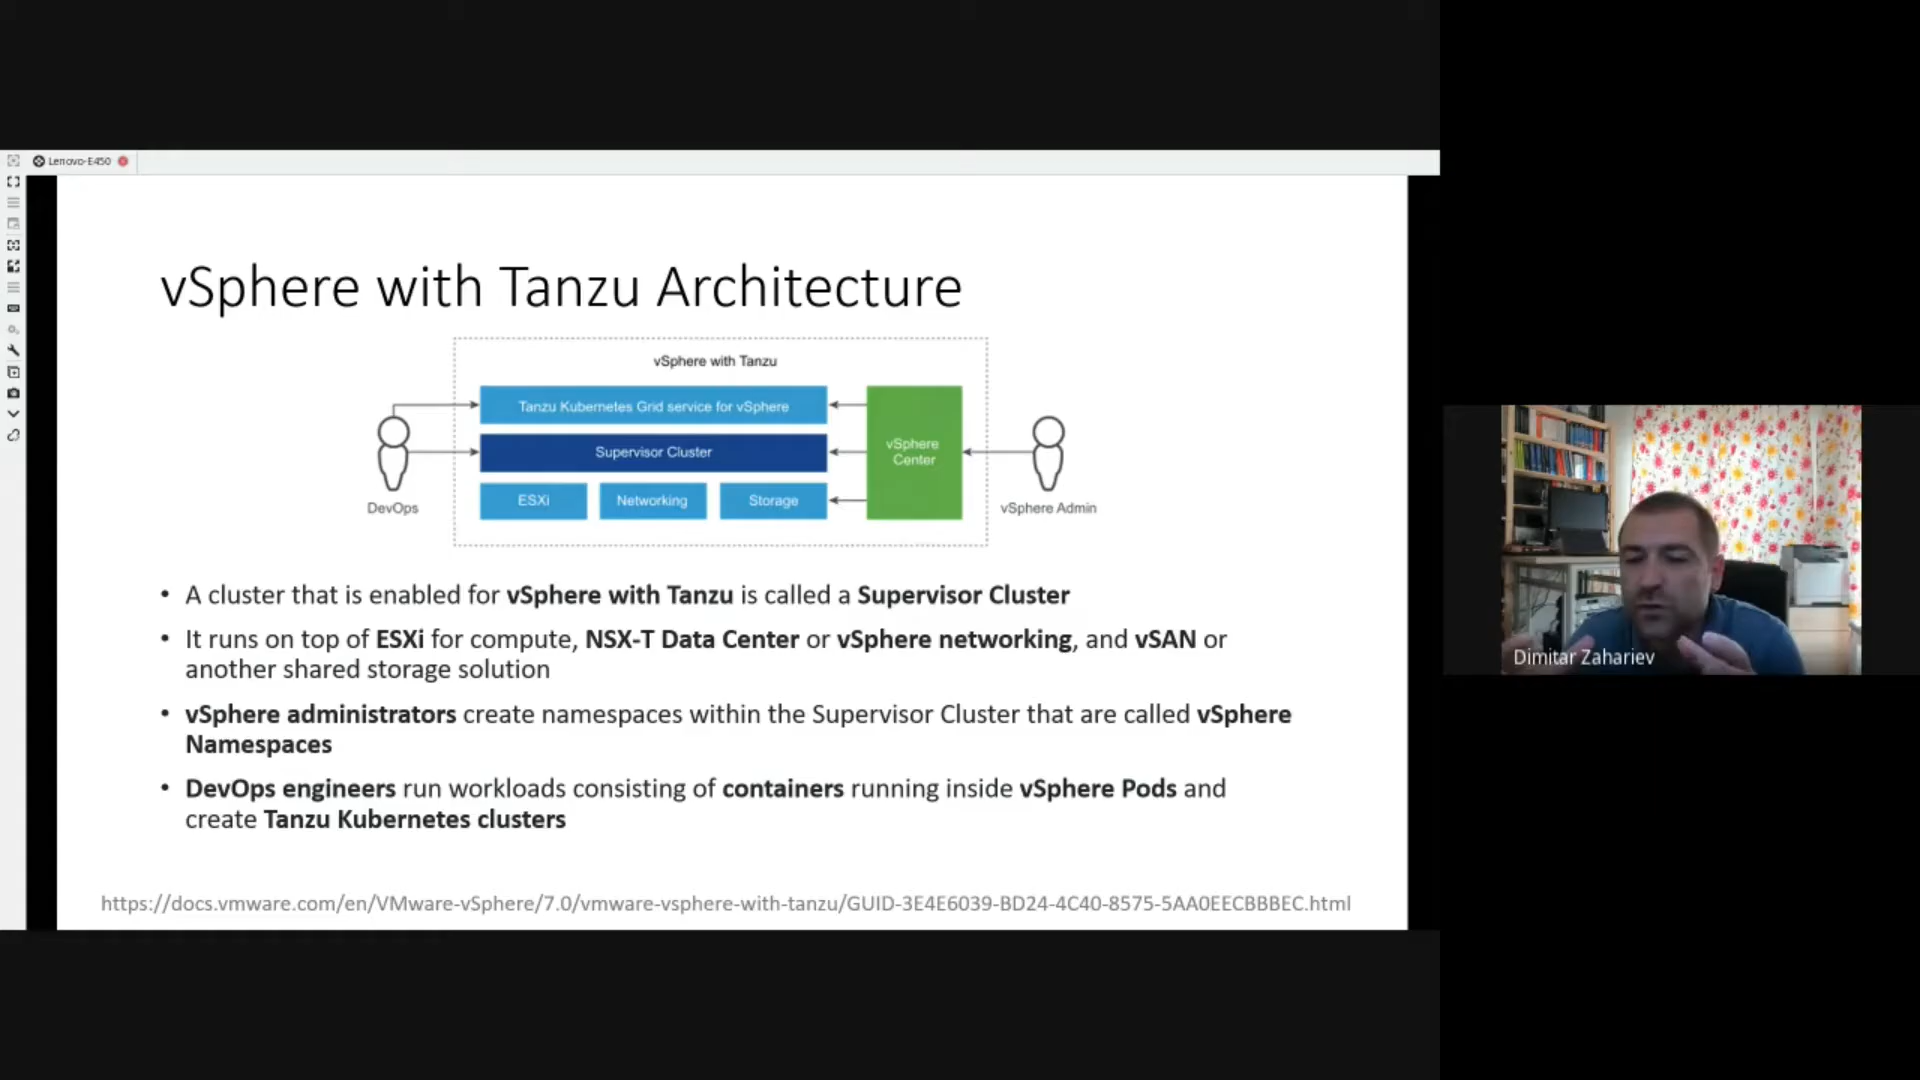 Lenovo-E450
vSphere with Tanzu Architecture
vSphere with Tanzu
Tanzu Kubernetes Grid service for vSphere
Supervisor Cluster
vSphere
Center
ESXi
Networking
Storage
DevOps
vSphere Admin
• A cluster that is enabled for vSphere with Tanzu is called a Supervisor Cluster
• It runs on top of ESXi for compute, NSX-T Data Center or vSphere networking, and vSAN or
another shared storage solution
• vSphere administrators create namespaces within the Supervisor Cluster that are called vSphere
Namespaces
• DevOps engineers run workloads consisting of containers running inside vSphere Pods and
create Tanzu Kubernetes clusters
https://docs.vmware.com/en/VMware-vSphere/7.0/vmware-vsphere-with-tanzu/GUID-3E4E6039-BD24-4C40-8575-5AA0EECBBBEC.html
Dimitar Zahariev